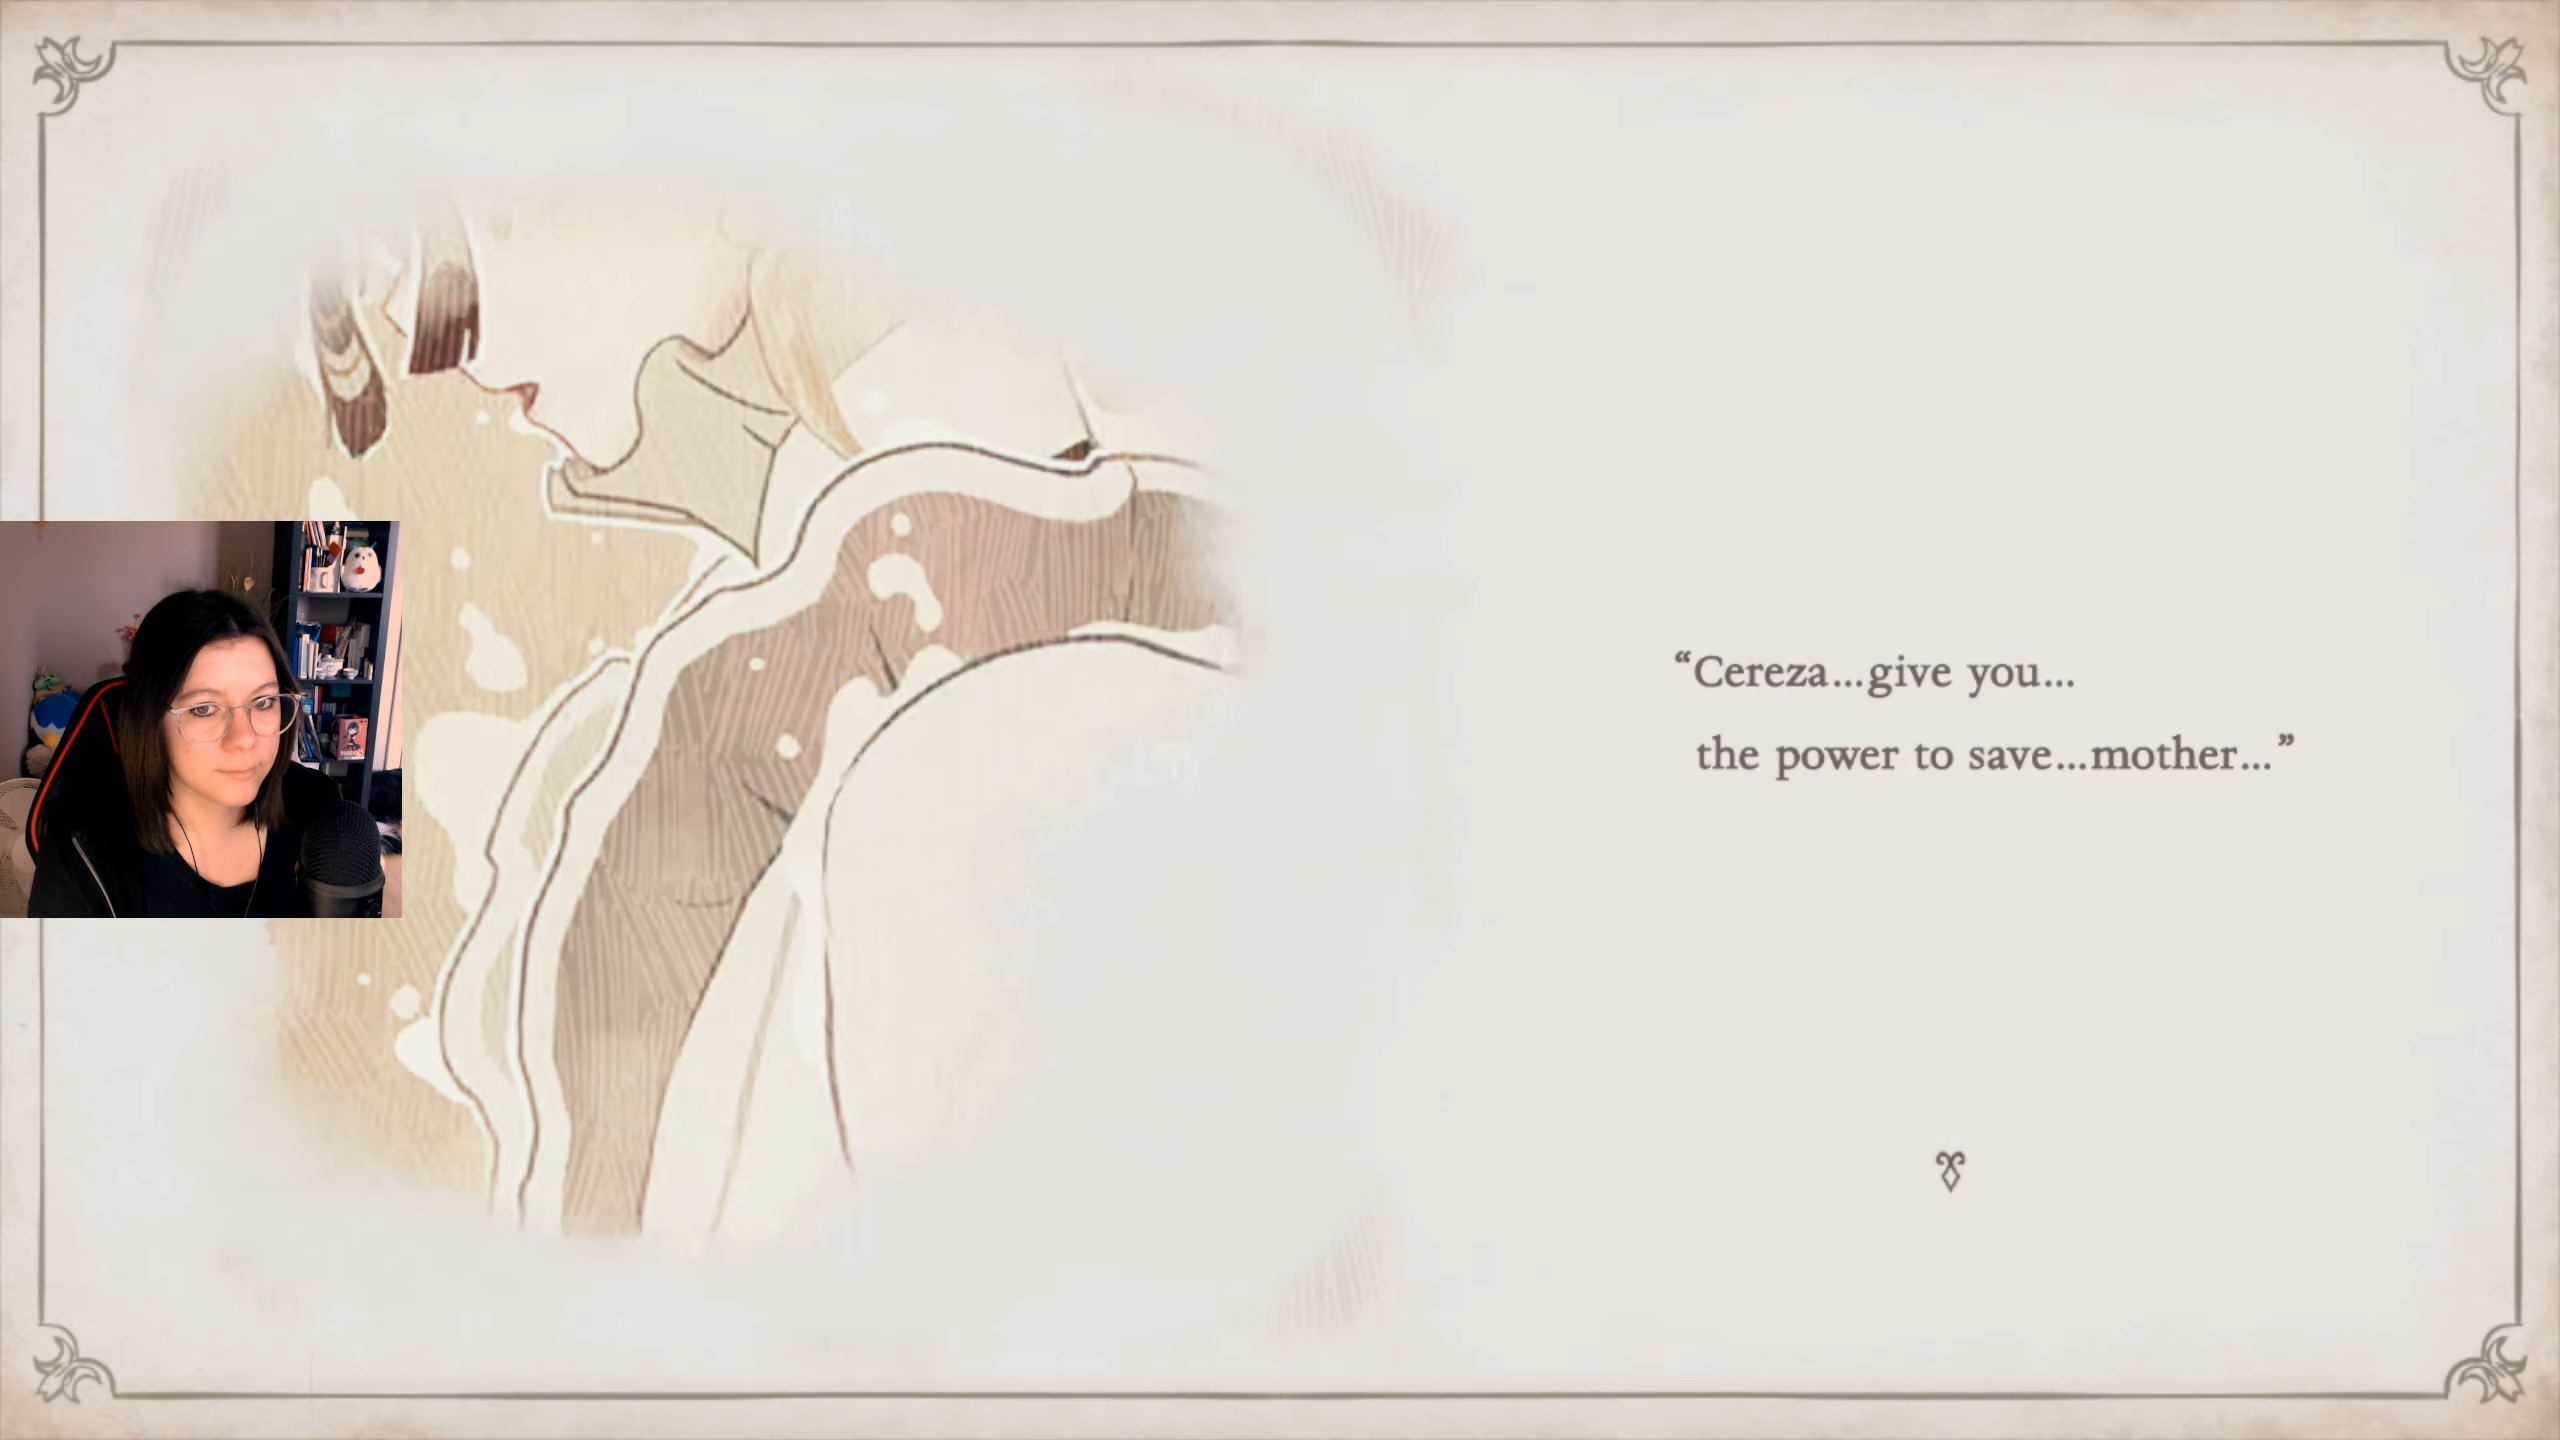 “Cereza...give you...
the power to save...mother...”